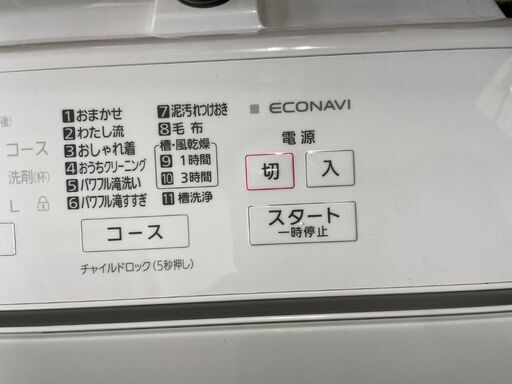 後)
コース
洗剤(杯)
L
1 おまかせ
2 わたし流
3 おしゃれ着
4 おうちクリーニング
5 パワフル滝洗い
6 パワフル滝すすぎ
7 泥汚れつけおき
8 毛布
槽・風乾燥
9 1時間
10 3時間
11 槽洗浄
コース
チャイルドロック(5秒押し)
ECONAVI
電源
切
入
スタート
一時停止